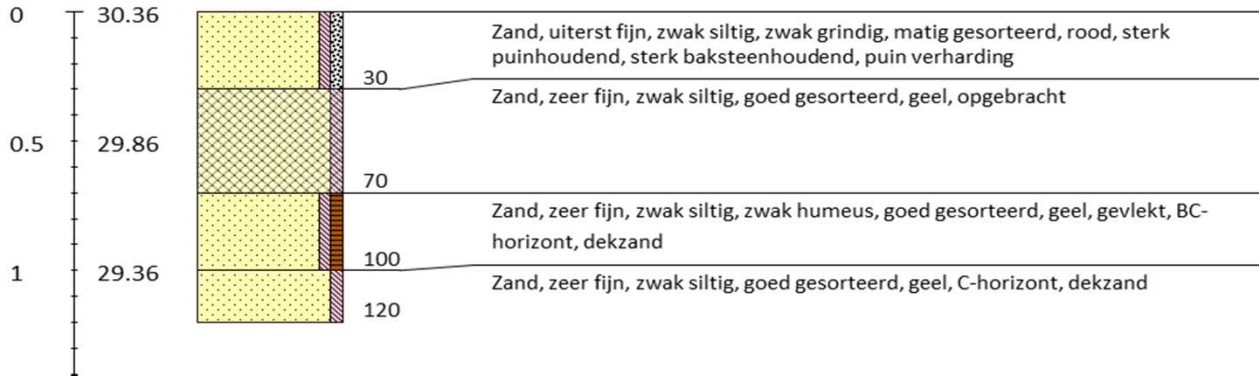 0 30.36
Zand, uiterst fijn, zwak siltig, zwak grindig, matig gesorteerd, rood, sterk
puinhoudend, sterk baksteenhoudend, puin verharding
30
Zand, zeer fijn, zwak siltig, goed gesorteerd, geel, opgebracht
0.5 29.86
70
Zand, zeer fijn, zwak siltig, zwak humeus, goed gesorteerd, geel, gevlekt, BC-
horizont, dekzand
100
1 29.36
Zand, zeer fijn, zwak siltig, goed gesorteerd, geel, C-horizont, dekzand
120